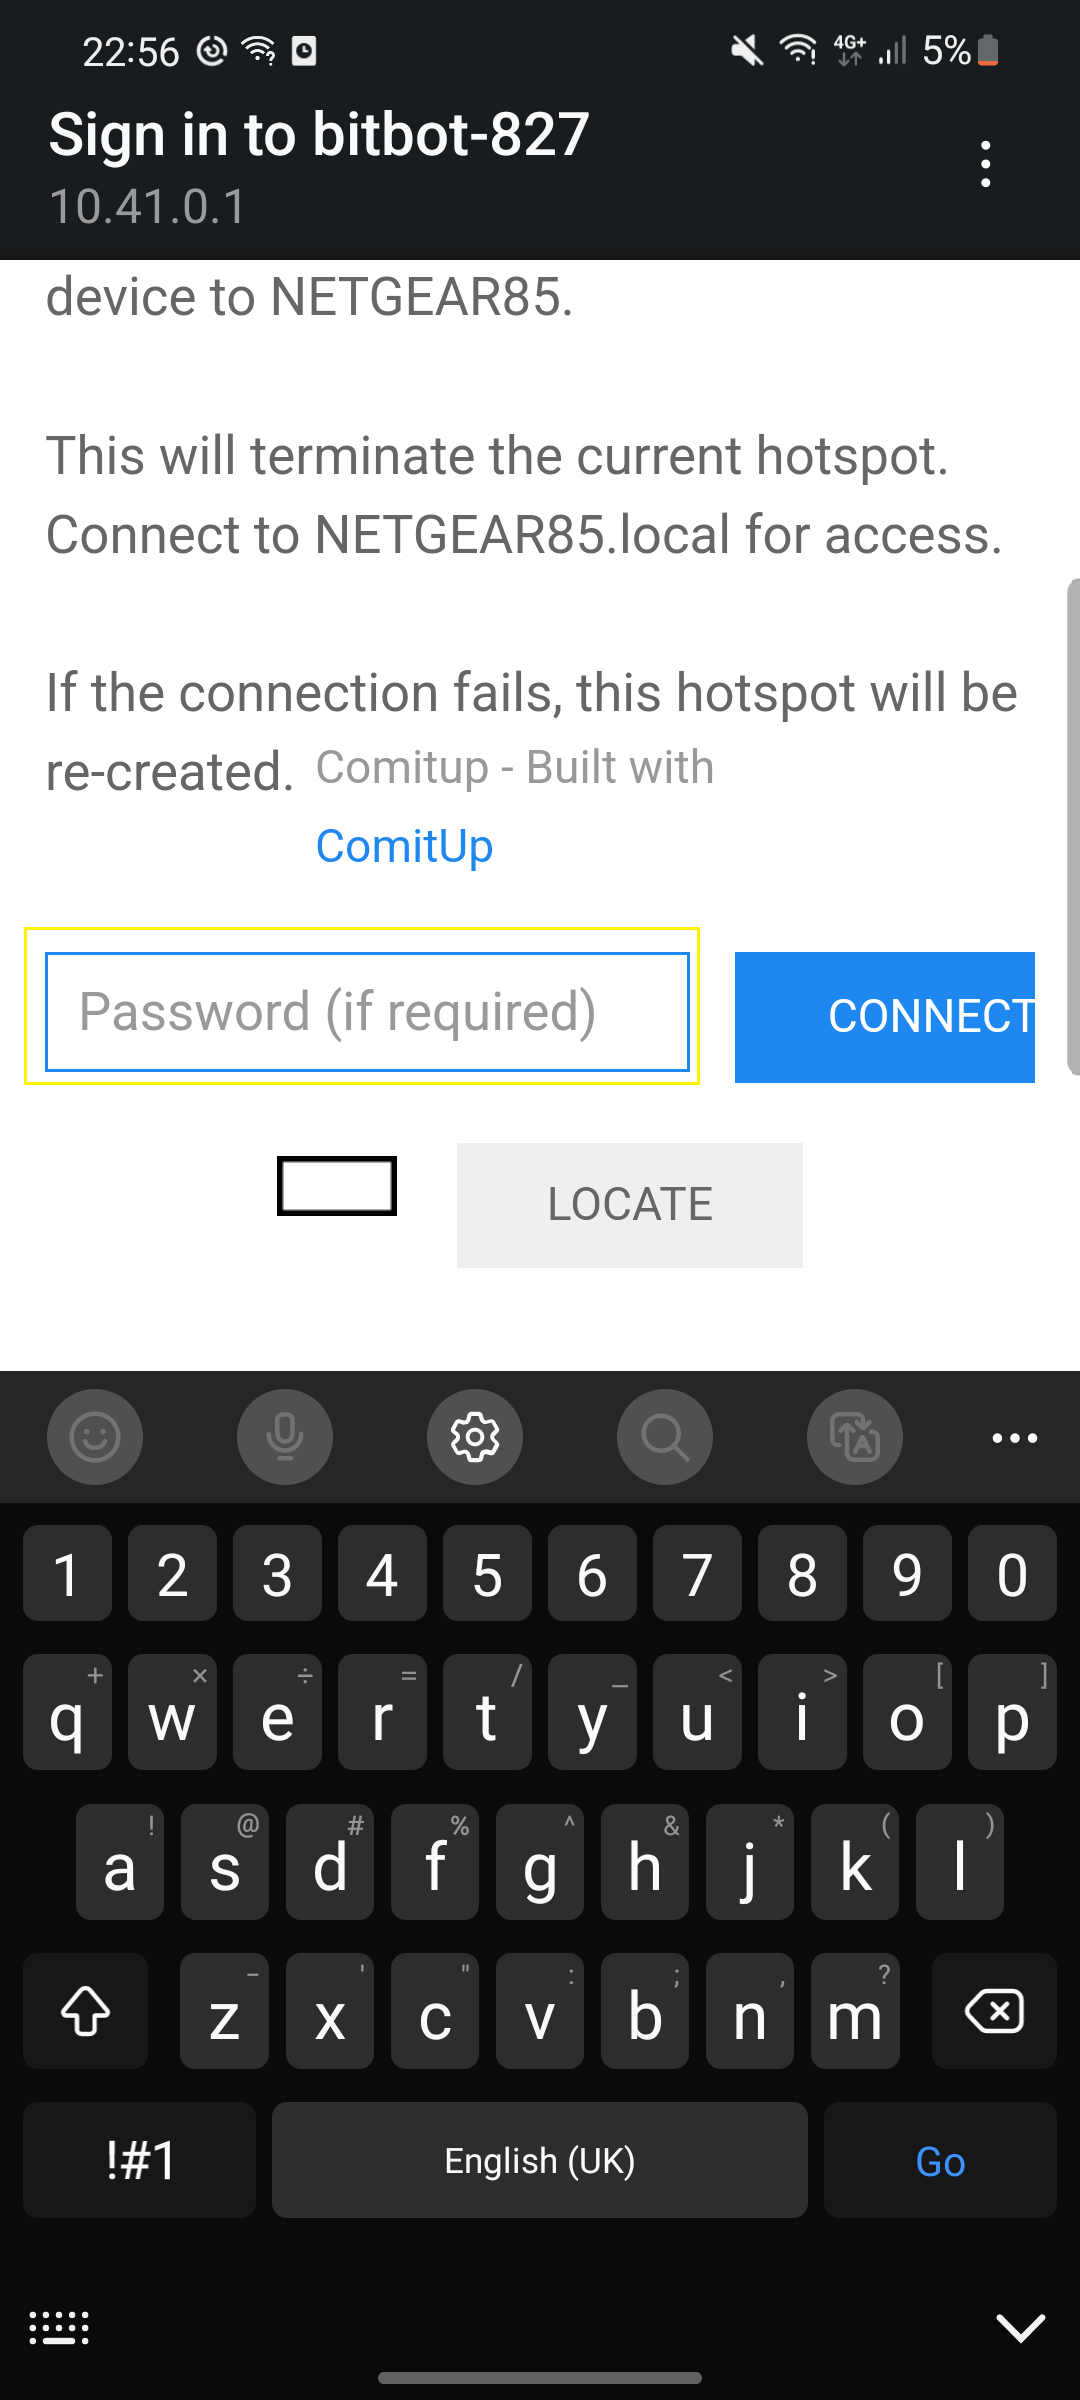 22:56
4G+ 5%
Sign in to bitbot-827
10.41.0.1
device to NETGEAR85.
This will terminate the current hotspot.
Connect to NETGEAR85.local for access.
If the connection fails, this hotspot will be
re-created.
Comitup - Built with
ComitUp
Password (if required)
CONNECT
LOCATE
1 2 3 4 5 6 7 8 9 0
+ × ÷ = / _ < > [ ]
q w e r t y u i o p
! @ # % ^ & * ( )
a s d f g h j k l
- ' " : ; , ?
z x c v b n m
!#1 English (UK) Go